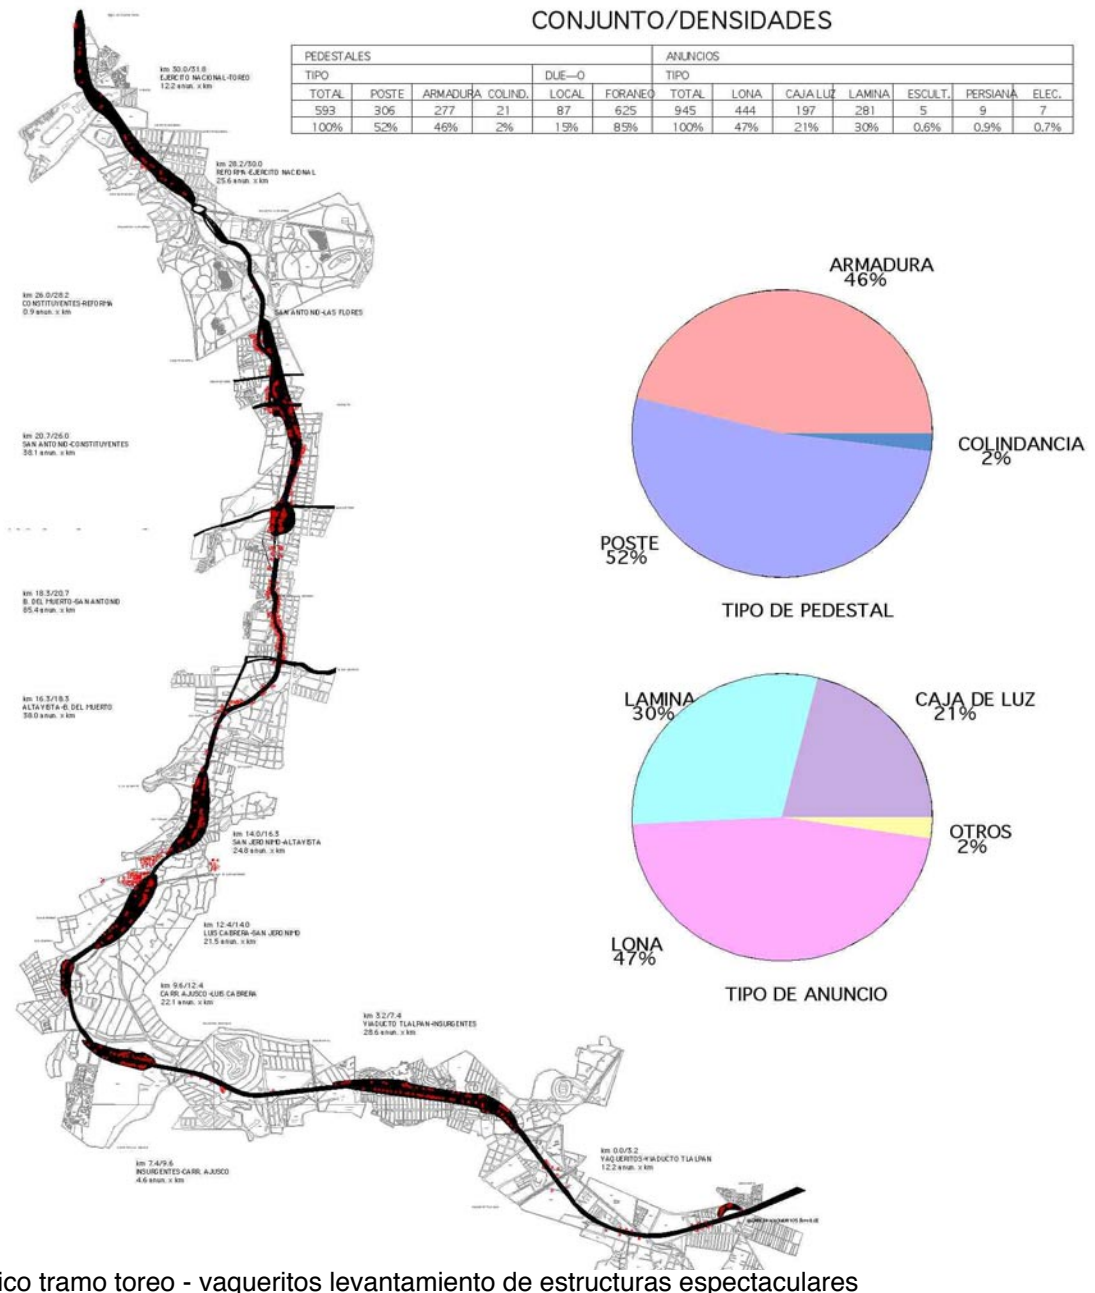 CONJUNTO/DENSIDADES
PEDESTALES ANUNCIOS
TIPO DUE—O TIPO
TOTAL POSTE ARMADURA COLIND. LOCAL FORANEO TOTAL LONA CAJA LUZ LAMINA ESCULT. PERSIANA ELEC.
593 306 277 21 87 625 945 444 197 281 5 9 7
100% 52% 46% 2% 15% 85% 100% 47% 21% 30% 0.6% 0.9% 0.7%
km 30.0/31.8
EJERCITO NACIONAL-TOREO
12.2 anun. x km
km 28.2/30.0
REFORMA-EJERCITO NACIONAL
25.6 anun. x km
km 26.0/28.2
CONSTITUYENTES-REFORMA
0.9 anun. x km
SAN ANTONIO-LAS FLORES
km 20.7/26.0
SAN ANTONIO-CONSTITUYENTES
38.1 anun. x km
km 18.3/20.7
B. DEL MUERTO-SAN ANTONIO
85.4 anun. x km
km 16.3/18.3
ALTAVISTA-B. DEL MUERTO
38.0 anun. x km
km 14.0/16.3
SAN JERONIMO-ALTAVISTA
24.8 anun. x km
km 12.4/14.0
LUIS CABRERA-SAN JERONIMO
21.5 anun. x km
km 9.6/12.4
CARR. AJUSCO-LUIS CABRERA
22.1 anun. x km
km 3.2/7.4
VIADUCTO TLALPAN-INSURGENTES
28.6 anun. x km
km 7.4/9.6
INSURGENTES-CARR. AJUSCO
4.6 anun. x km
km 0.0/3.2
VAQUERITOS-VIADUCTO TLALPAN
12.2 anun. x km
ARMADURA
46%
COLINDANCIA
2%
POSTE
52%
TIPO DE PEDESTAL
LAMINA
30%
CAJA DE LUZ
21%
OTROS
2%
LONA
47%
TIPO DE ANUNCIO
ico tramo toreo - vaqueritos levantamiento de estructuras espectaculares